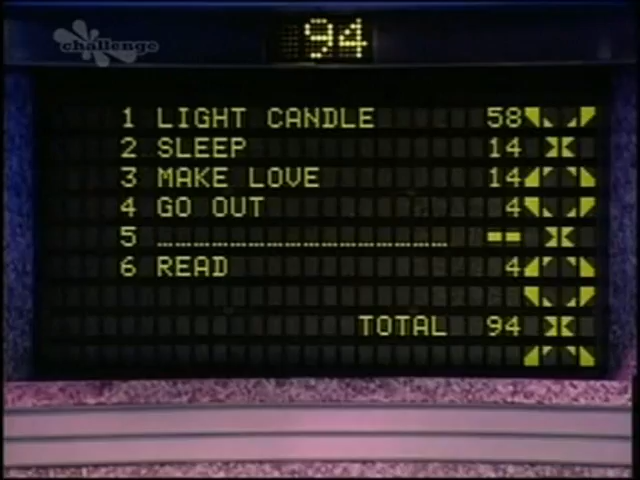 challenge
94
1 LIGHT CANDLE 58
2 SLEEP 14
3 MAKE LOVE 14
4 GO OUT 4
5 ________________ --
6 READ 4
TOTAL 94